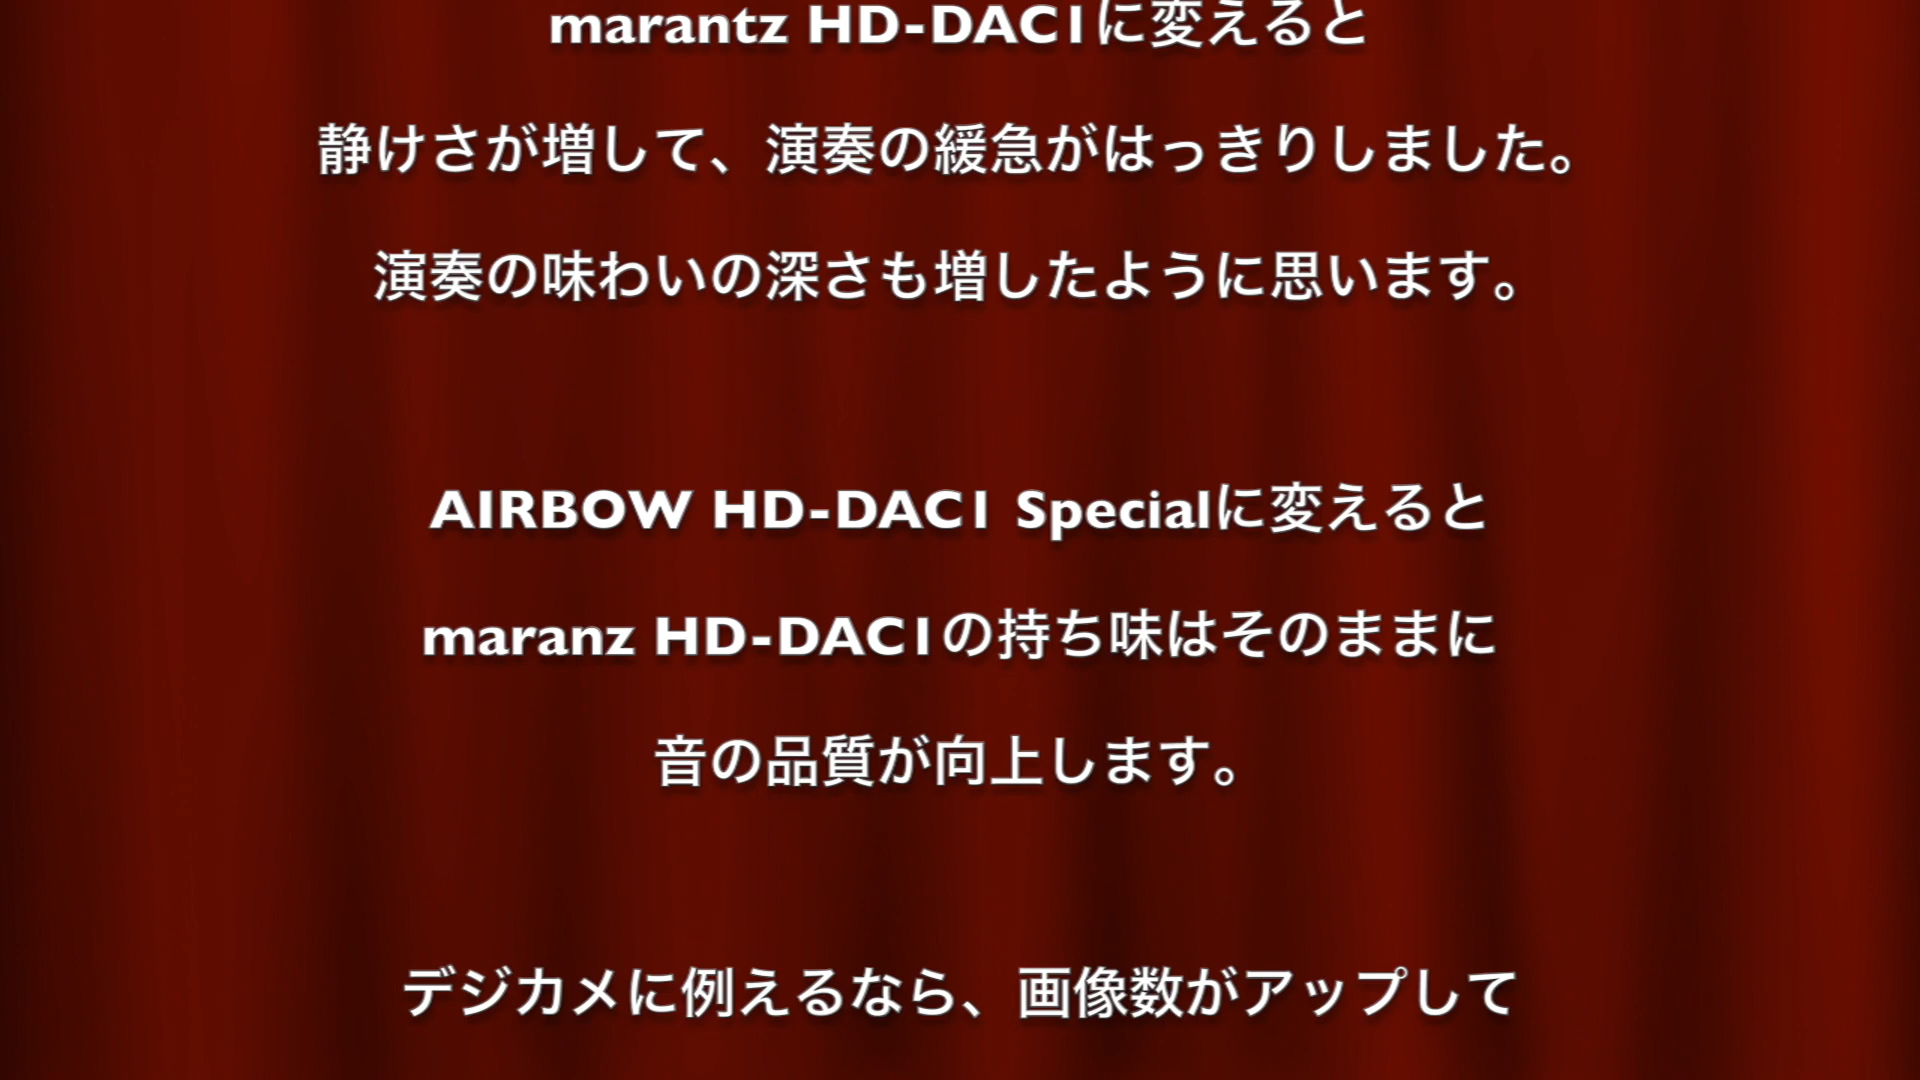 marantz HD-DAC1に変えると
静けさが増して、演奏の緩急がはっきりしました。
演奏の味わいの深さも増したように思います。
AIRBOW HD-DAC1 Specialに変えると
maranz HD-DAC1の持ち味はそのままに
音の品質が向上します。
デジカメに例えるなら、画像数がアップして